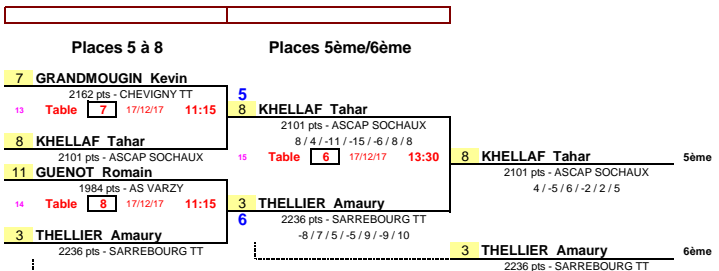 Places 5 à 8
Places 5ème/6ème
7 GRANDMOUGIN Kevin
2162 pts - CHEVIGNY TT
13 Table 7 17/12/17 11:15
8 KHELLAF Tahar
2101 pts - ASCAP SOCHAUX
11 GUENOT Romain
1984 pts - AS VARZY
14 Table 8 17/12/17 11:15
3 THELLIER Amaury
2236 pts - SARREBOURG TT
5
8 KHELLAF Tahar
2101 pts - ASCAP SOCHAUX
8 / 4 / -11 / -15 / -6 / 8 / 8
15 Table 6 17/12/17 13:30
3 THELLIER Amaury
6
2236 pts - SARREBOURG TT
-8 / 7 / 5 / -5 / 9 / -9 / 10
8 KHELLAF Tahar 5ème
2101 pts - ASCAP SOCHAUX
4 / -5 / 6 / -2 / 2 / 5
3 THELLIER Amaury 6ème
2236 pts - SARREBOURG TT